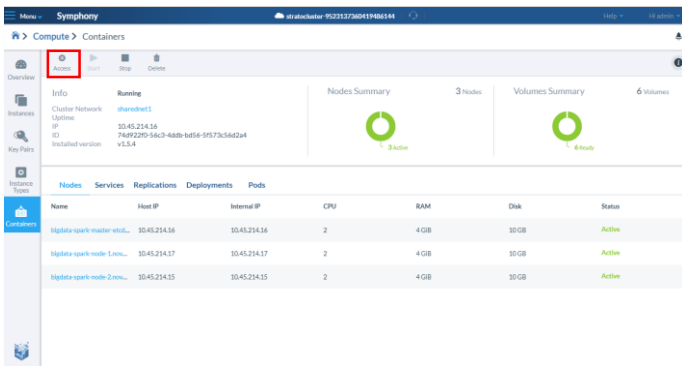 Menu Symphony stratocluster-9523137360419486144 Help Hi admin
Compute > Containers
Access Start Stop Delete
Overview
Instances
Key Pairs
Instance Types
Containers
Info Running
Cluster Network sharednet1
Uptime
IP 10.45.214.16
ID 74d922f0-56c3-4ddb-bd56-5f573c56d2a4
Installed version v1.5.4
Nodes Summary 3 Nodes
3 Active
Volumes Summary 6 Volumes
6 Ready
Nodes Services Replications Deployments Pods
Name Host IP Internal IP CPU RAM Disk Status
bigdata-spark-master-etcd... 10.45.214.16 10.45.214.16 2 4 GIB 10 GB Active
bigdata-spark-node-1.nov... 10.45.214.17 10.45.214.17 2 4 GIB 10 GB Active
bigdata-spark-node-2.nov... 10.45.214.15 10.45.214.15 2 4 GIB 10 GB Active